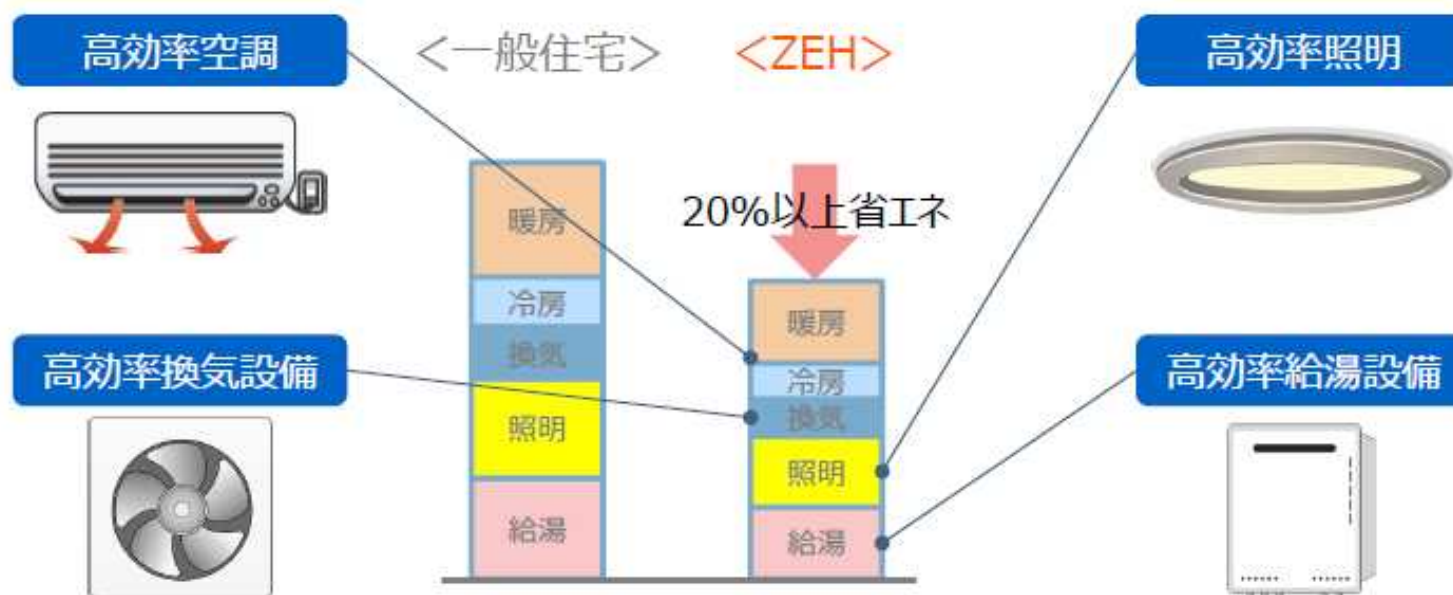 高効率空調
＜一般住宅＞
＜ZEH＞
高効率照明
20%以上省エネ
暖房
冷房
換気
照明
給湯
暖房
冷房
換気
照明
給湯
高効率換気設備
高効率給湯設備